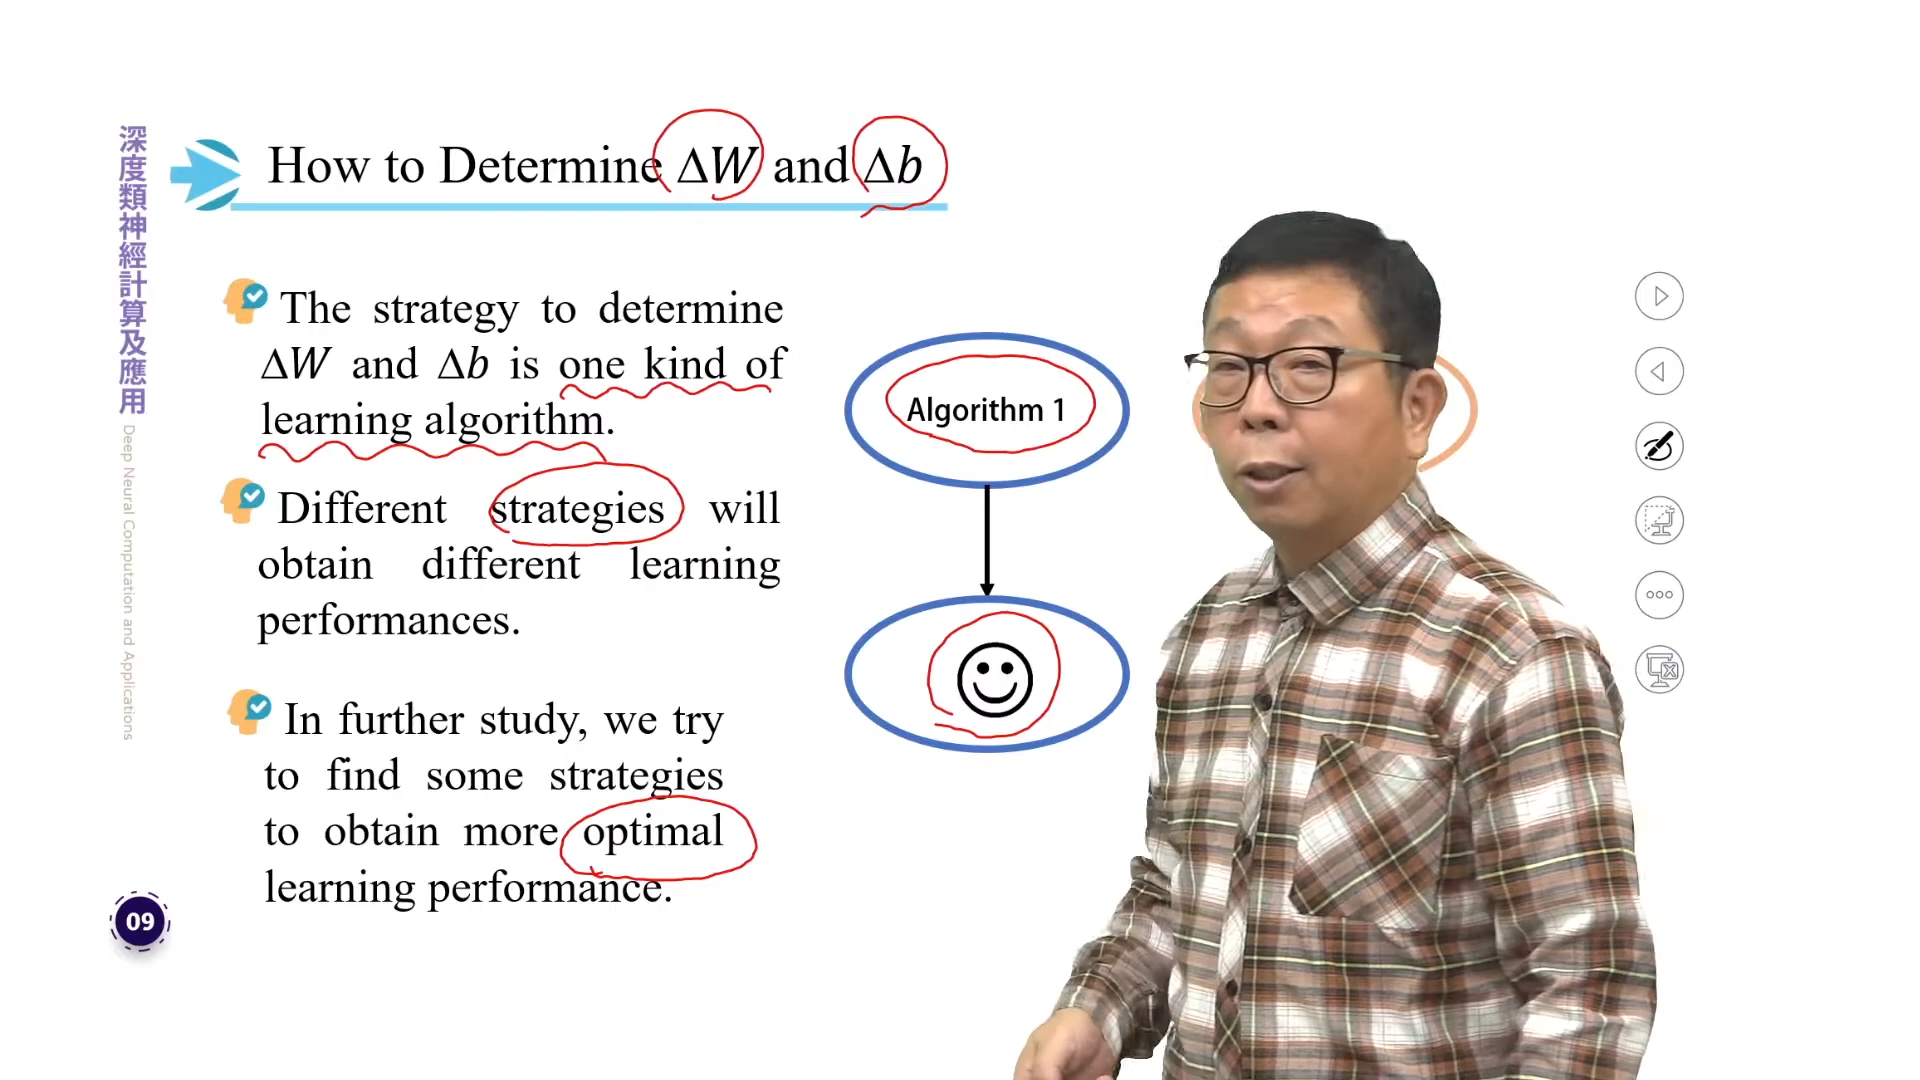 深度類神經計算及應用
Deep Neural Computation and Applications
How to Determine ΔW and Δb
The strategy to determine
ΔW and Δb is one kind of
learning algorithm.
Different strategies will
obtain different learning
performances.
In further study, we try
to find some strategies
to obtain more optimal
learning performance.
Algorithm 1
09